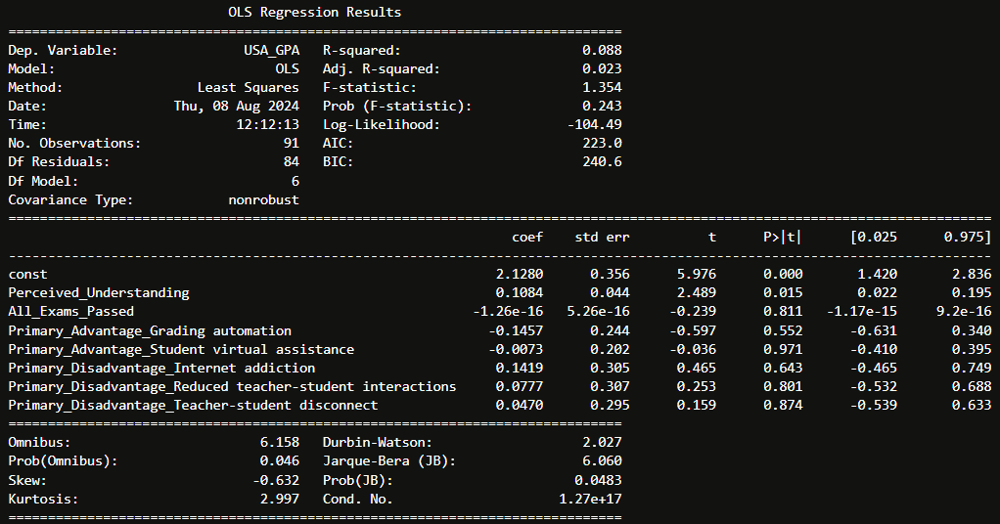 OLS Regression Results
==============================================================================
Dep. Variable: USA_GPA R-squared: 0.088
Model: OLS Adj. R-squared: 0.023
Method: Least Squares F-statistic: 1.354
Date: Thu, 08 Aug 2024 Prob (F-statistic): 0.243
Time: 12:12:13 Log-Likelihood: -104.49
No. Observations: 91 AIC: 223.0
Df Residuals: 84 BIC: 240.6
Df Model: 6
Covariance Type: nonrobust
==============================================================================
coef std err t P>|t| [0.025 0.975]
------------------------------------------------------------------------------
const 2.1280 0.356 5.976 0.000 1.420 2.836
Perceived_Understanding 0.1084 0.044 2.489 0.015 0.022 0.195
All_Exams_Passed -1.26e-16 5.26e-16 -0.239 0.811 -1.17e-15 9.2e-16
Primary_Advantage_Grading automation -0.1457 0.244 -0.597 0.552 -0.631 0.340
Primary_Advantage_Student virtual assistance -0.0073 0.202 -0.036 0.971 -0.410 0.395
Primary_Disadvantage_Internet addiction 0.1419 0.305 0.465 0.643 -0.465 0.749
Primary_Disadvantage_Reduced teacher-student interactions 0.0777 0.307 0.253 0.801 -0.532 0.688
Primary_Disadvantage_Teacher-student disconnect 0.0470 0.295 0.159 0.874 -0.539 0.633
==============================================================================
Omnibus: 6.158 Durbin-Watson: 2.027
Prob(Omnibus): 0.046 Jarque-Bera (JB): 6.060
Skew: -0.632 Prob(JB): 0.0483
Kurtosis: 2.997 Cond. No. 1.27e+17
==============================================================================